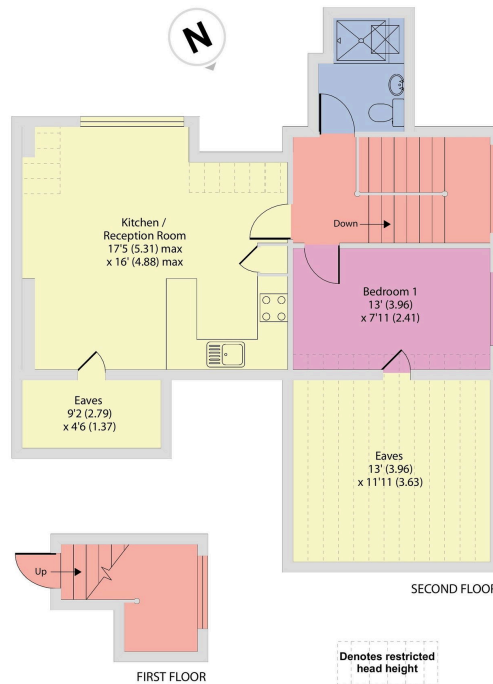 N
Kitchen /
Reception Room
17'5 (5.31) max
x 16' (4.88) max
Down
Bedroom 1
13' (3.96)
x 7'11 (2.41)
Eaves
9'2 (2.79)
x 4'6 (1.37)
Eaves
13' (3.96)
x 11'11 (3.63)
SECOND FLOOR
Up
FIRST FLOOR
Denotes restricted
head height